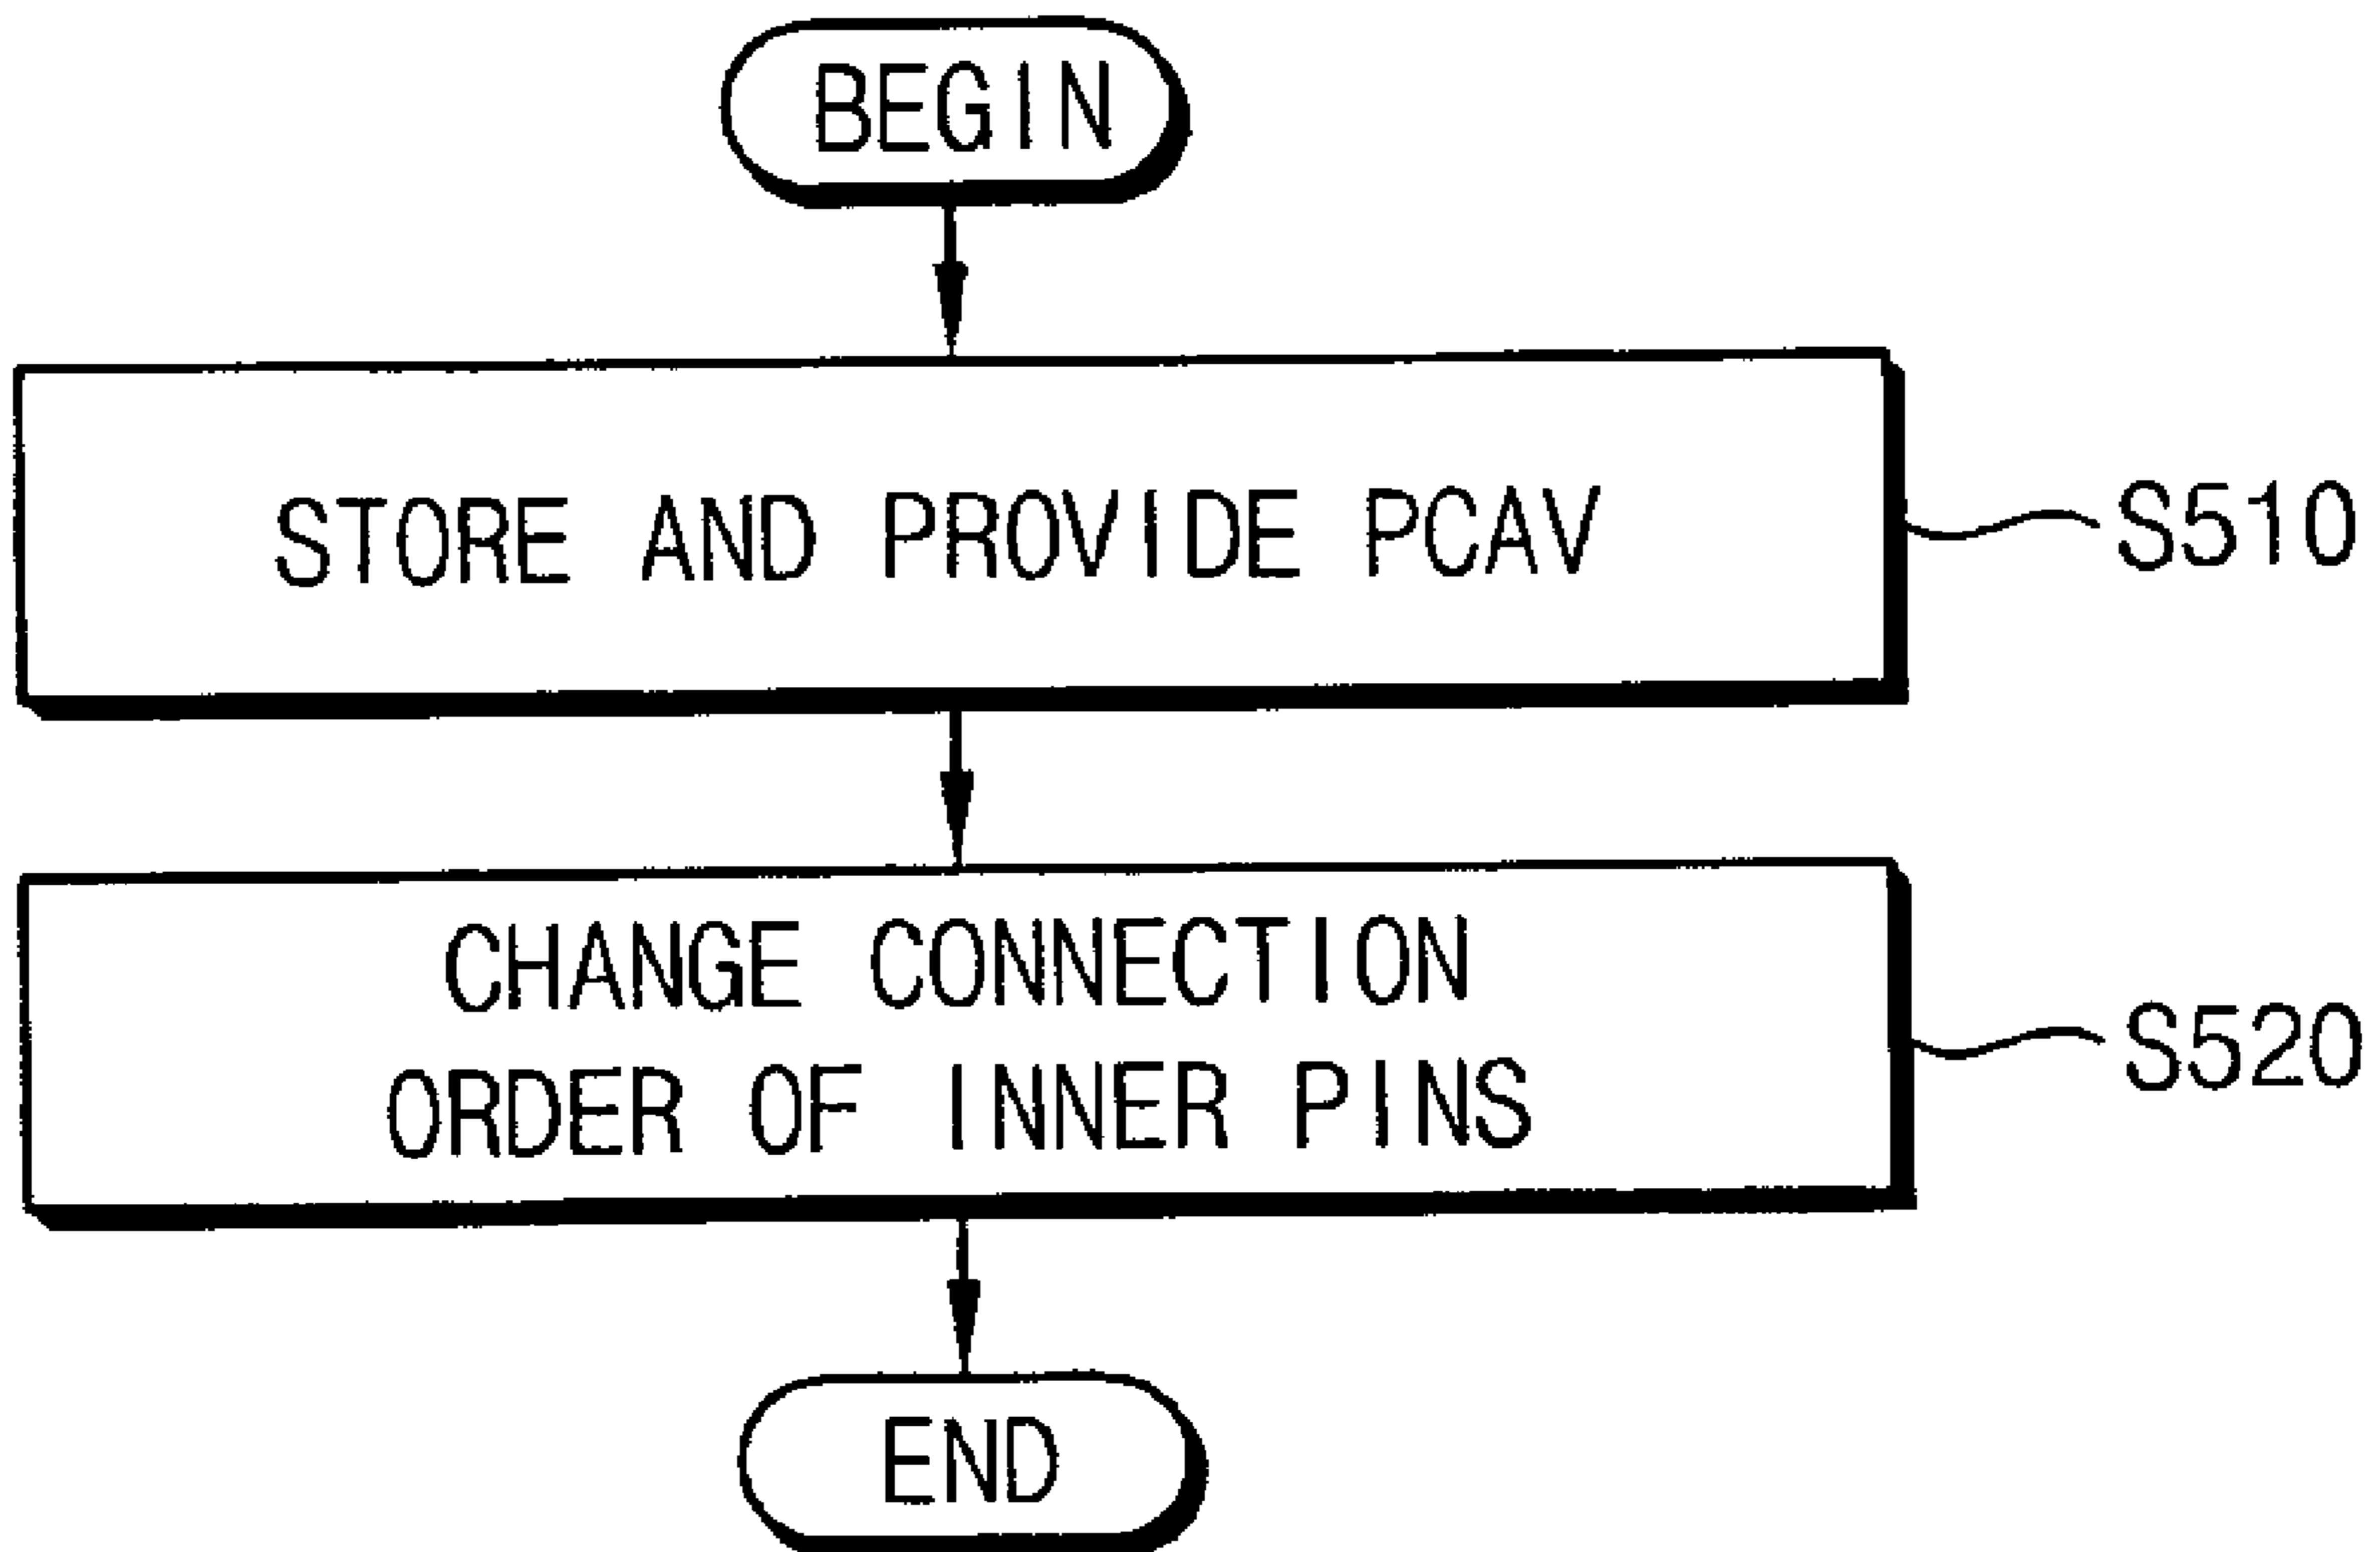 BEGIN
STORE AND PROVIDE PCAV
S510
CHANGE CONNECTION
ORDER OF INNER PINS
S520
END